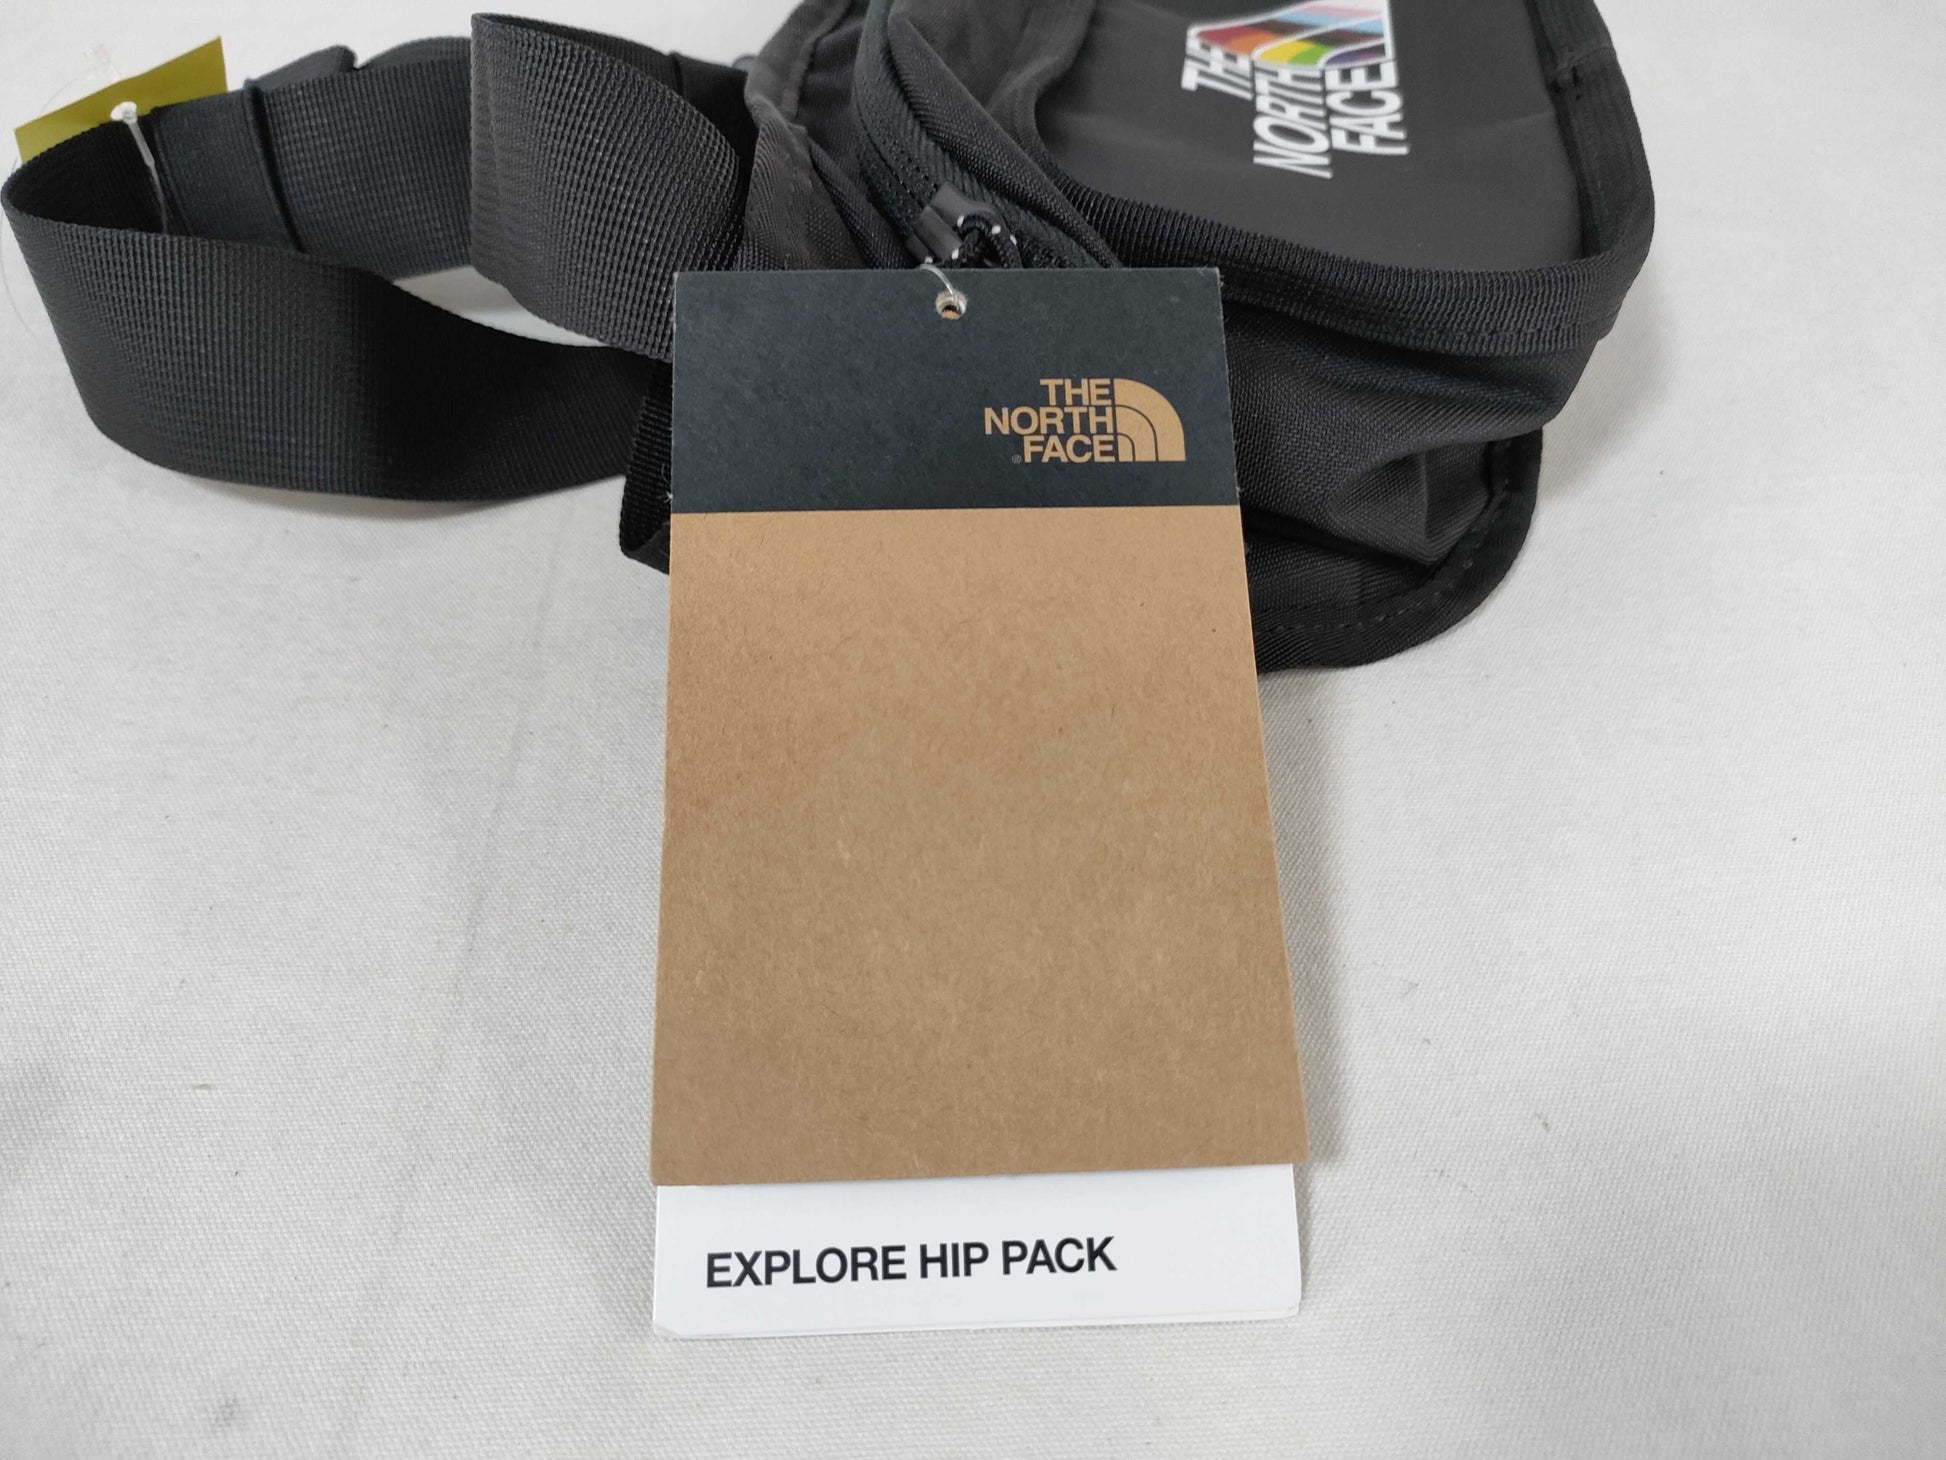 THE
NORTH
FACE
THE
NORTH
®FACE
EXPLORE HIP PACK